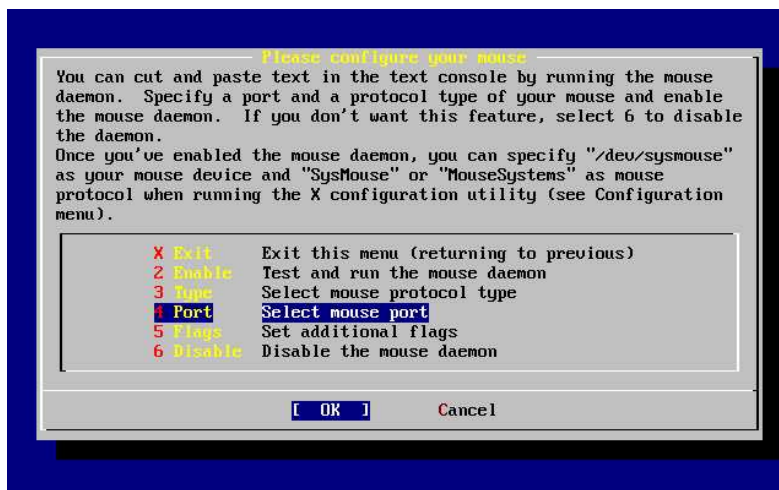 Please configure your mouse
You can cut and paste text in the text console by running the mouse
daemon.  Specify a port and a protocol type of your mouse and enable
the mouse daemon.  If you don't want this feature, select 6 to disable
the daemon.
Once you've enabled the mouse daemon, you can specify "/dev/sysmouse"
as your mouse device and "SysMouse" or "MouseSystems" as mouse
protocol when running the X configuration utility (see Configuration
menu).
X Exit Exit this menu (returning to previous)
2 Enable Test and run the mouse daemon
3 Type Select mouse protocol type
4 Port Select mouse port
5 Flags Set additional flags
6 Disable Disable the mouse daemon
[ OK ] Cancel